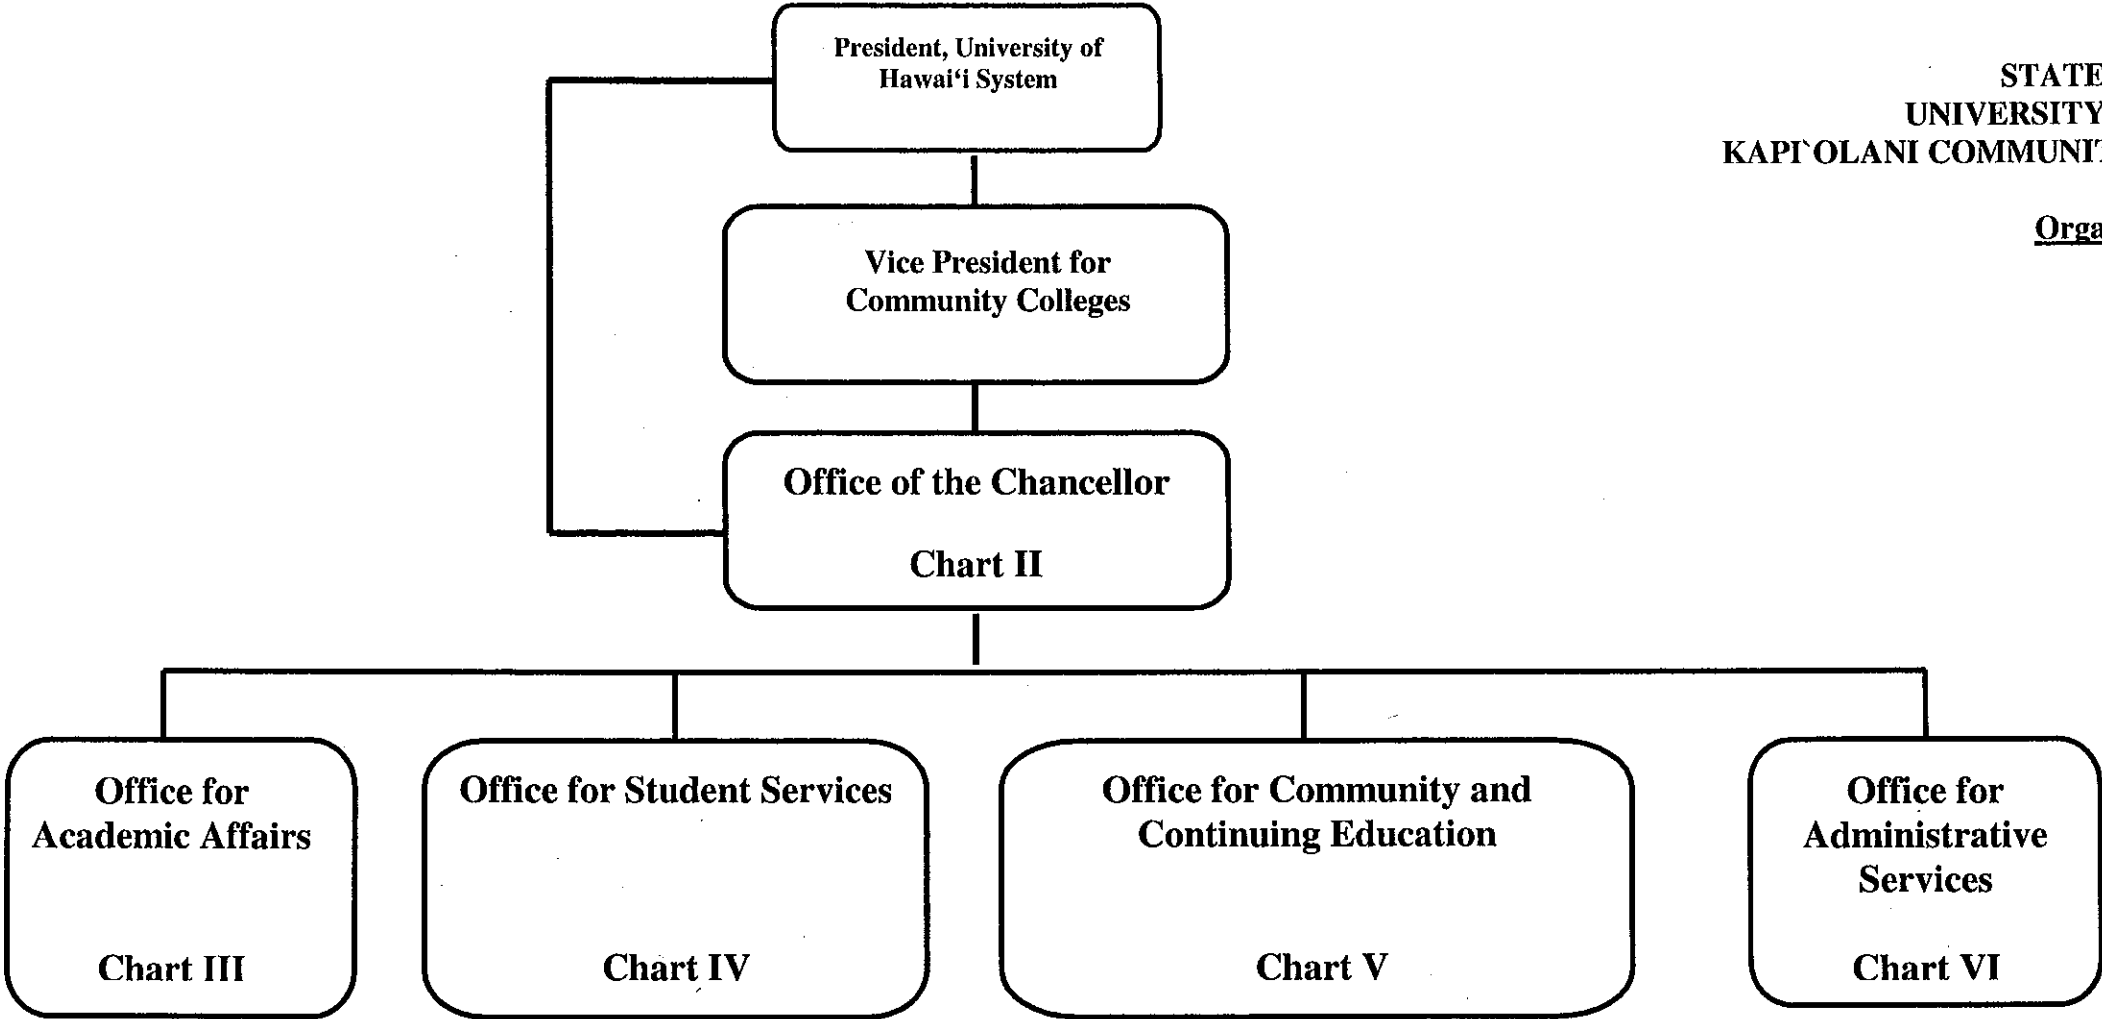 President, University of
Hawai‘i System
STATE
UNIVERSITY
KAPI`OLANI COMMUNIT
Orga
Vice President for
Community Colleges
Office of the Chancellor
Chart II
Office for
Academic Affairs
Chart III
Office for Student Services
Chart IV
Office for Community and
Continuing Education
Chart V
Office for
Administrative
Services
Chart VI